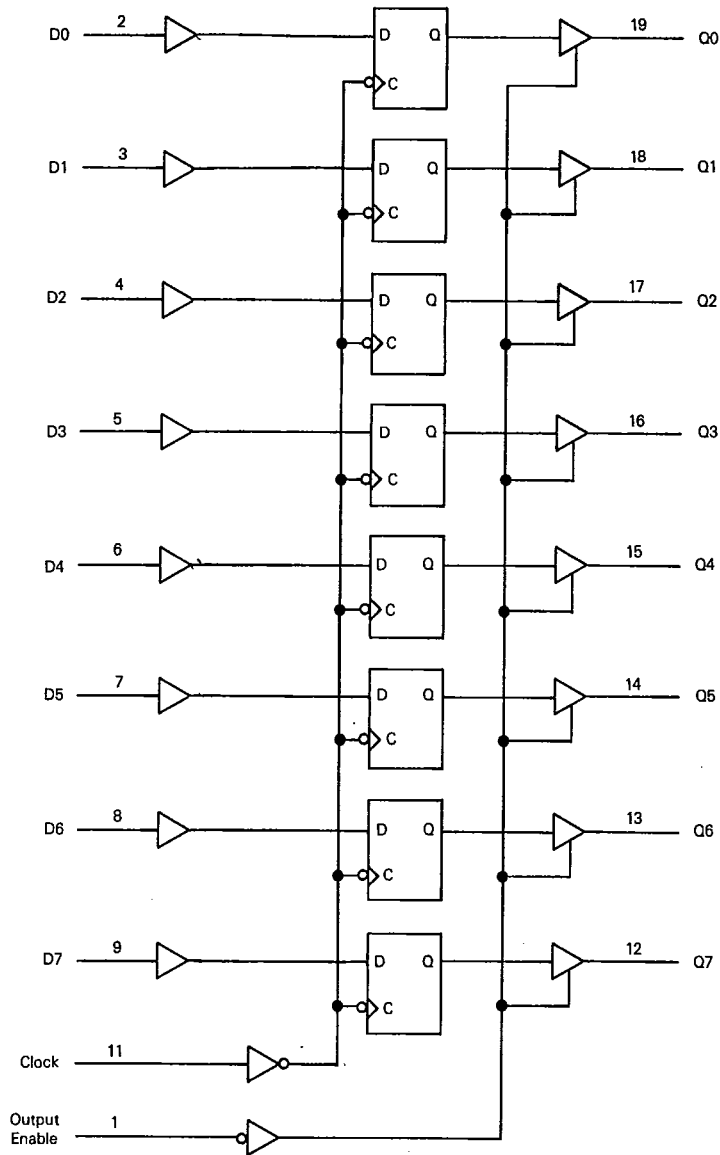 D0 2 D Q 19 Q0
C
D1 3 D Q 18 Q1
C
D2 4 D Q 17 Q2
C
D3 5 D Q 16 Q3
C
D4 6 D Q 15 Q4
C
D5 7 D Q 14 Q5
C
D6 8 D Q 13 Q6
C
D7 9 D Q 12 Q7
C
Clock 11
Output
Enable 1